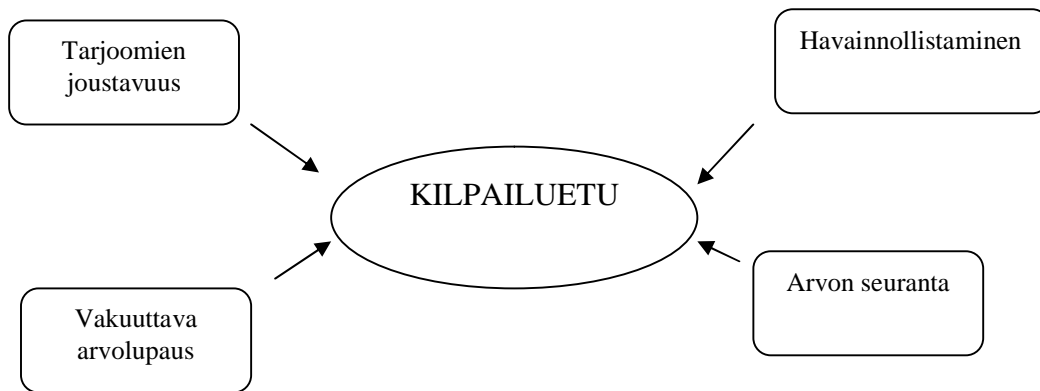 Tarjoomien
joustavuus
Havainnollistaminen
KILPAILUETU
Vakuuttava
arvolupaus
Arvon seuranta